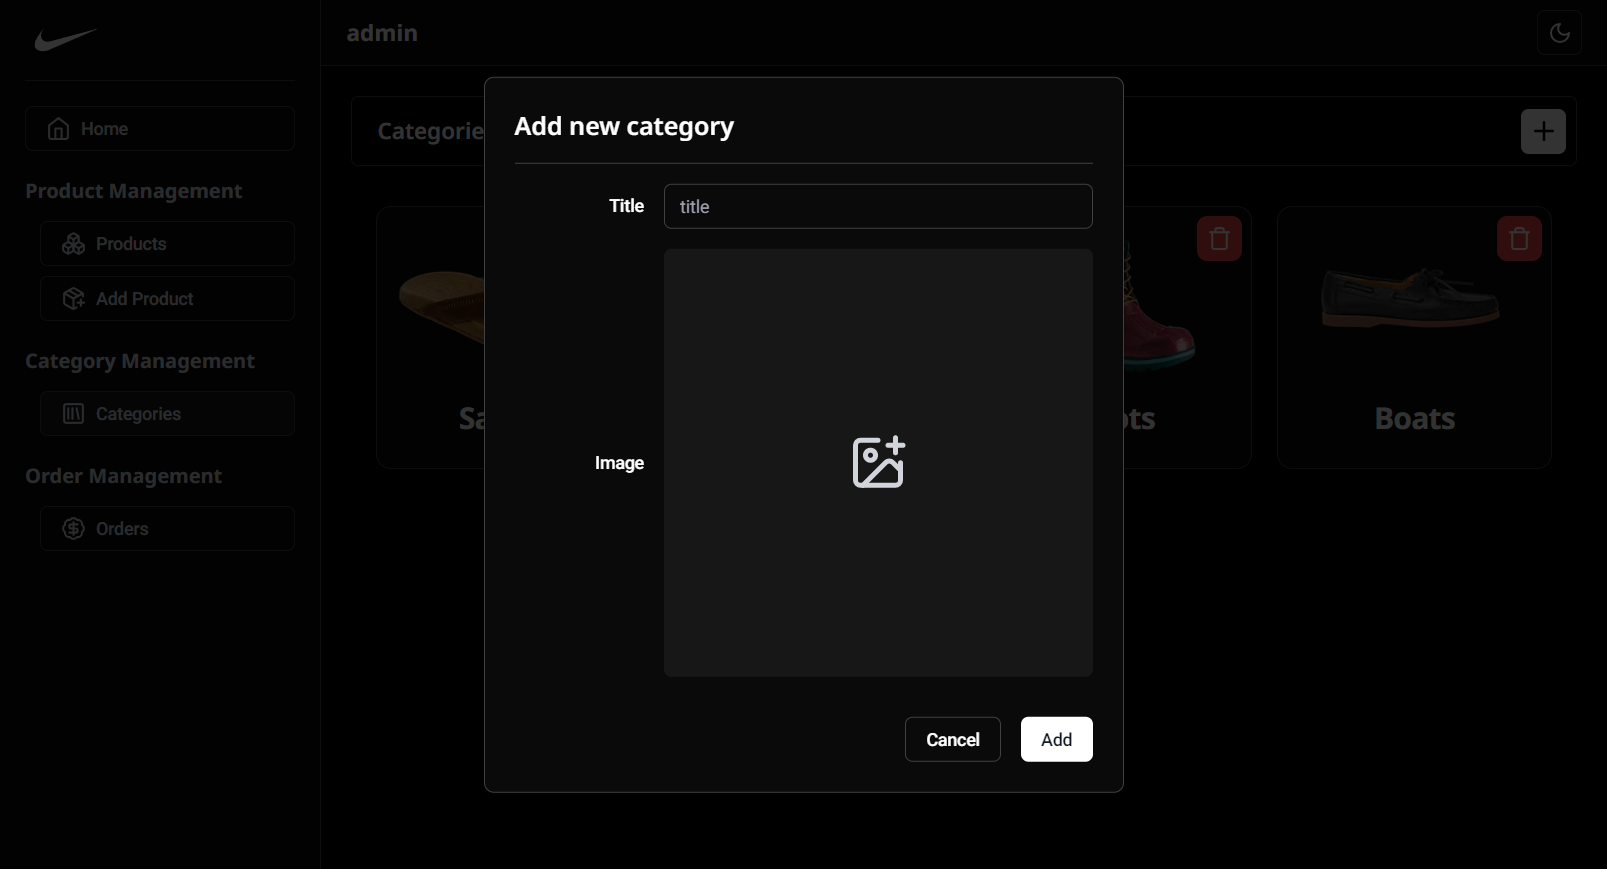 admin
Home
Product Management
Products
Add Product
Category Management
Categories
Order Management
Orders
Categorie
Add new category
Title
title
Image
Cancel
Add
Sa
ots
Boats